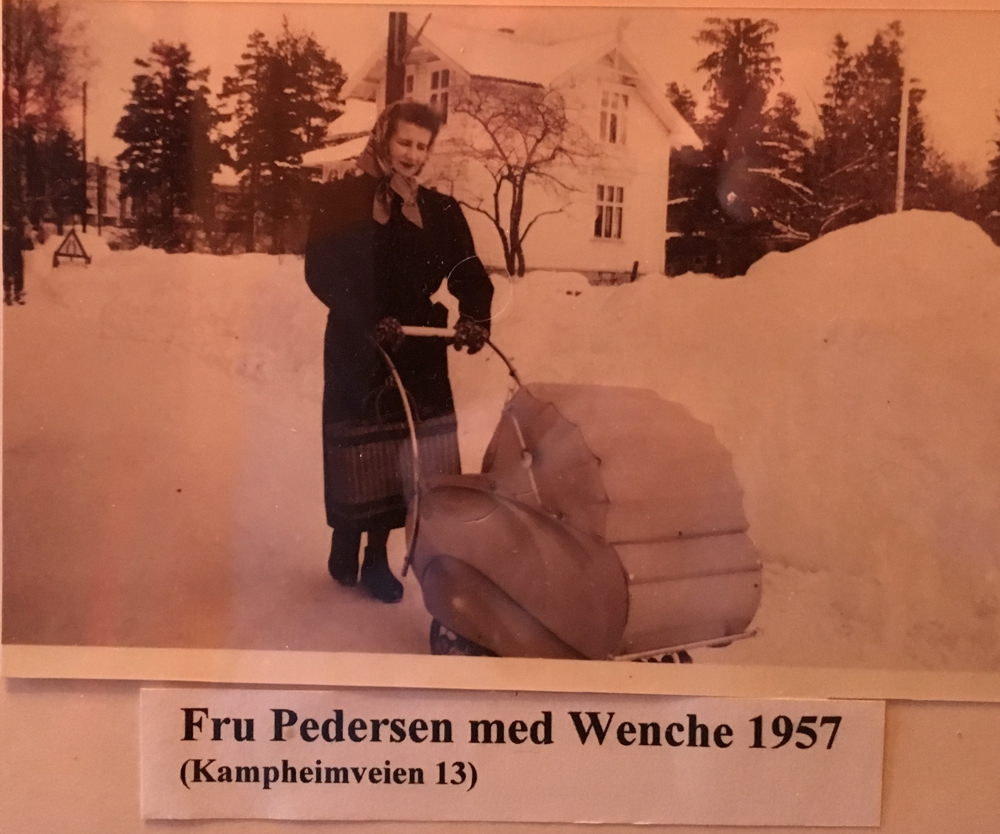 Fru Pedersen med Wenche 1957
(Kampheimveien 13)